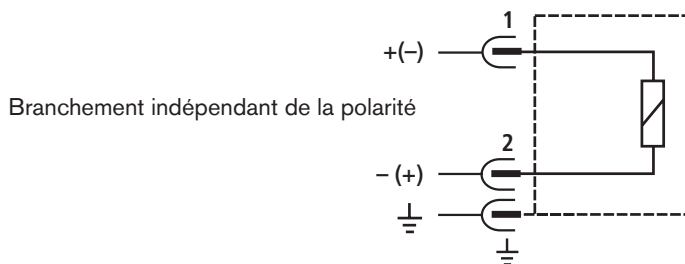 1
+(–)
Branchement indépendant de la polarité
2
– (+)